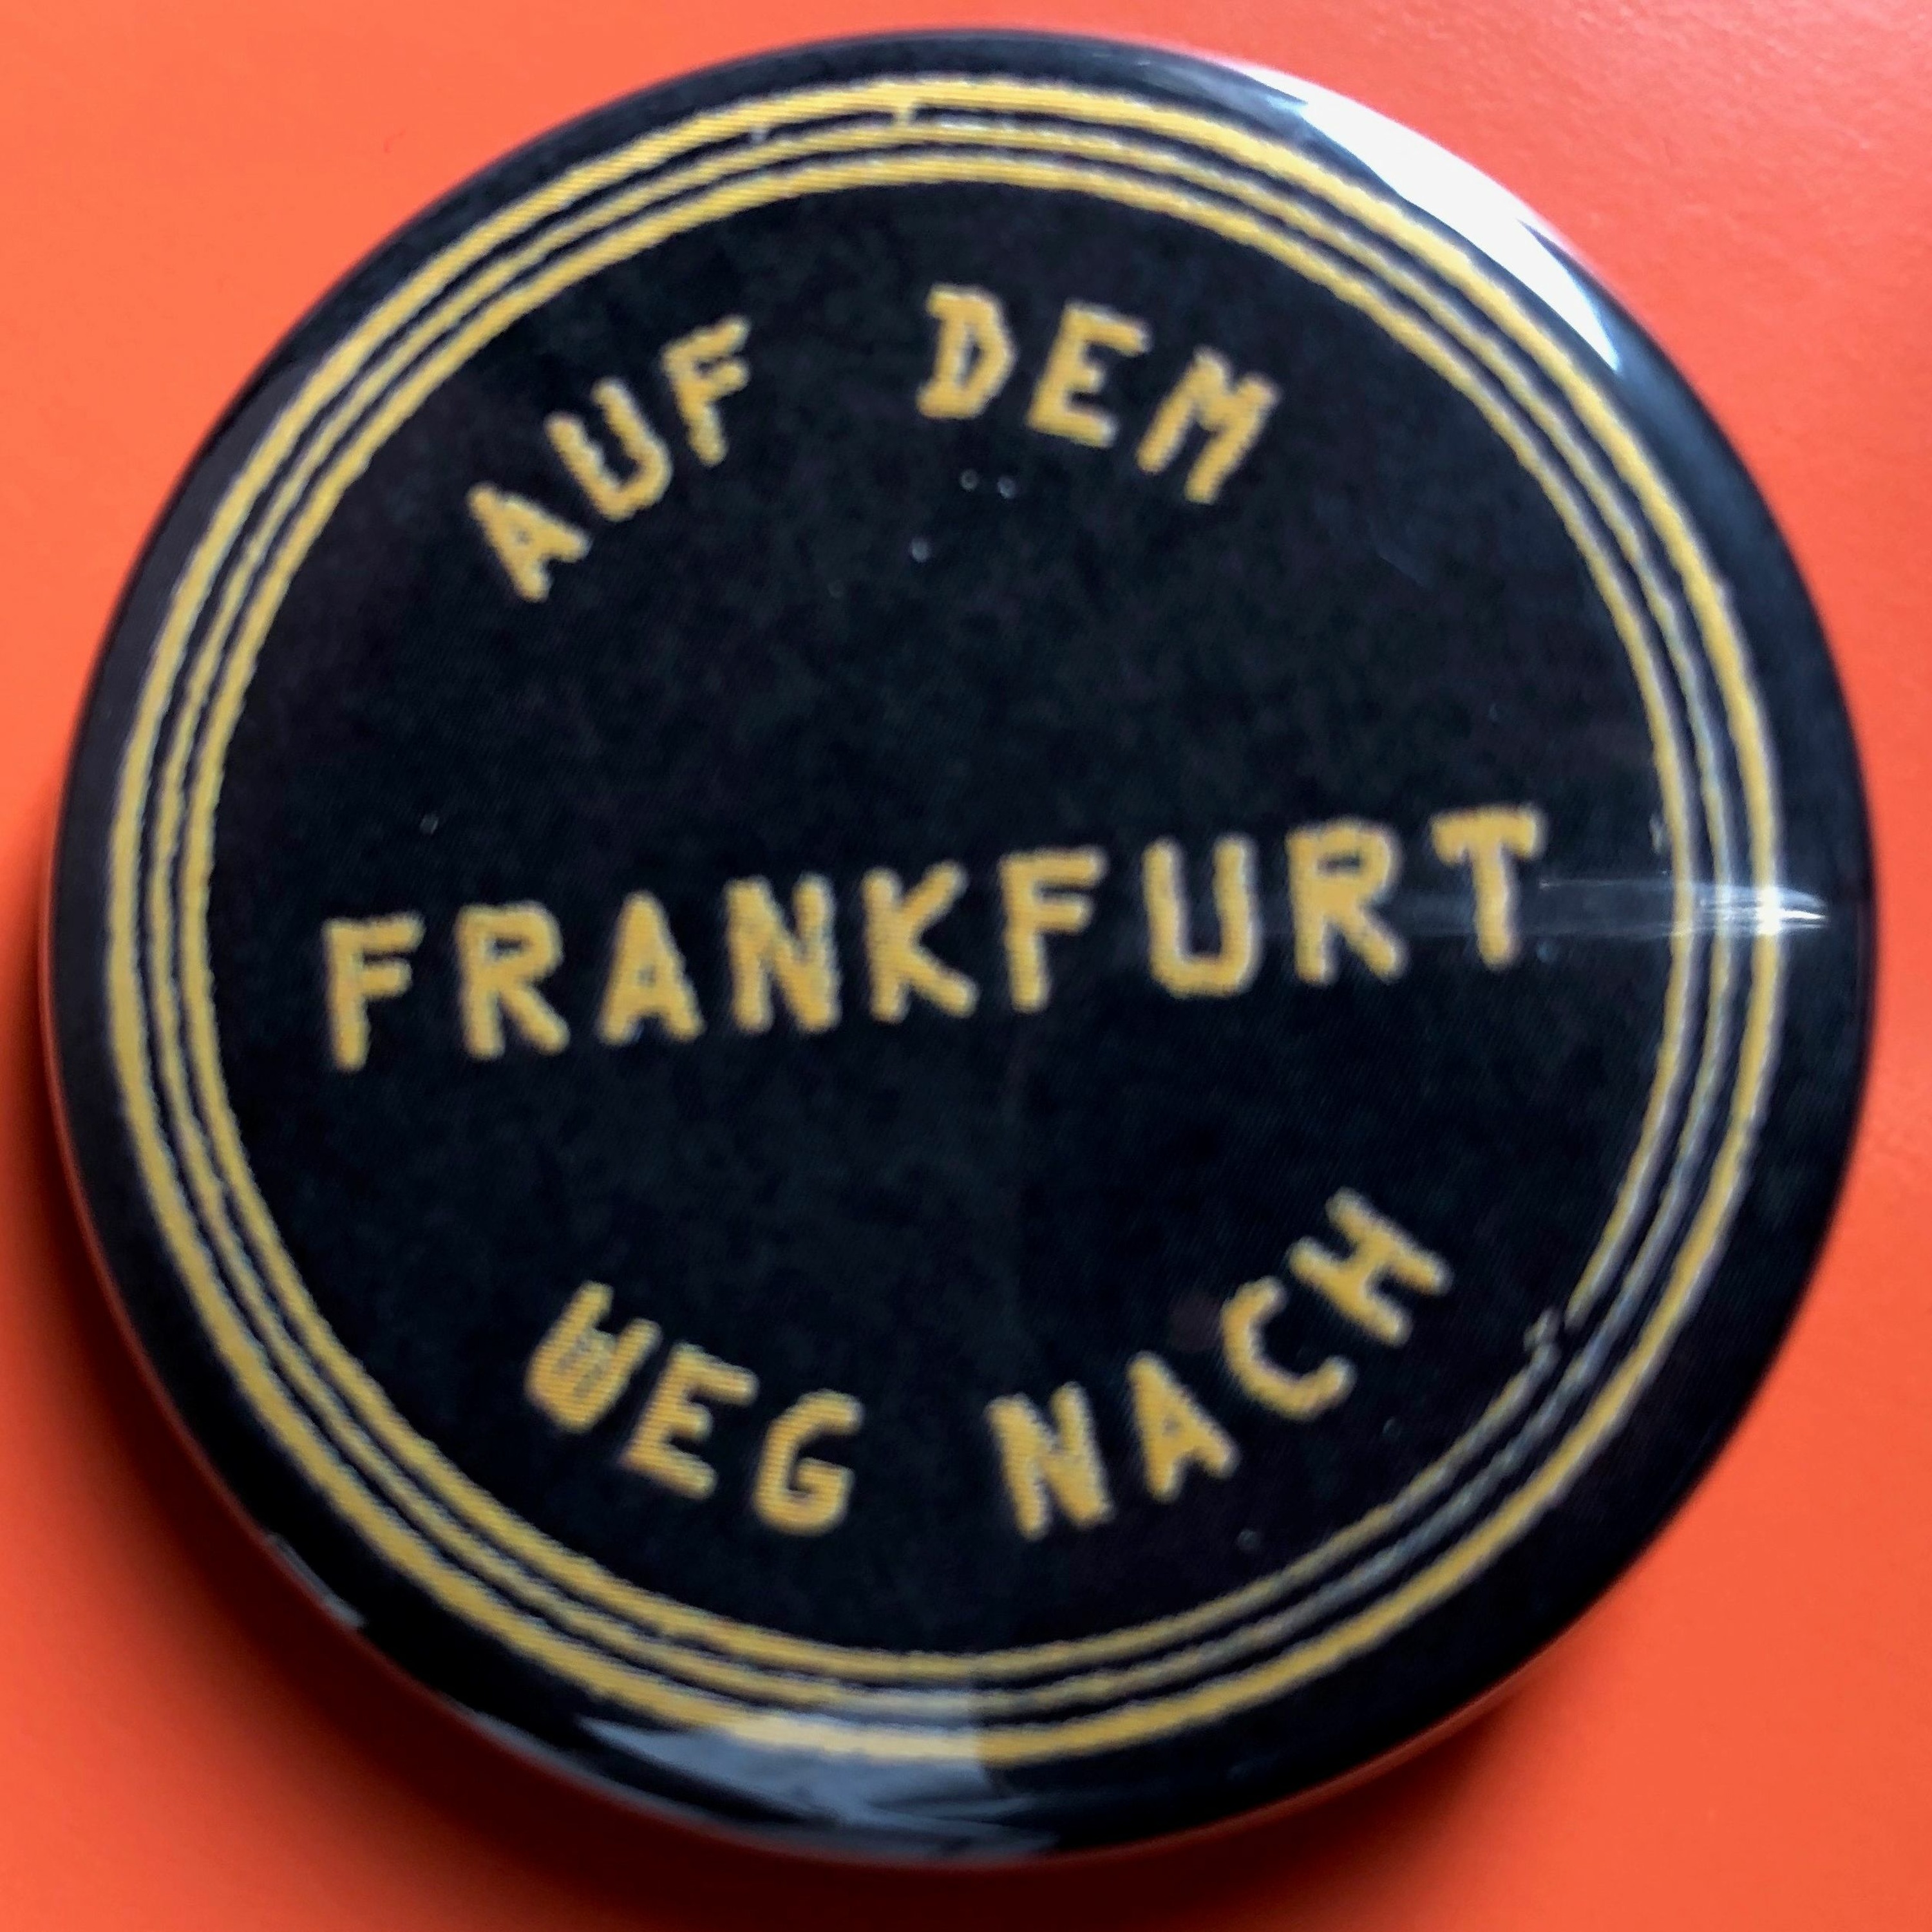 AUF DEM
FRANKFURT
WEG NACH